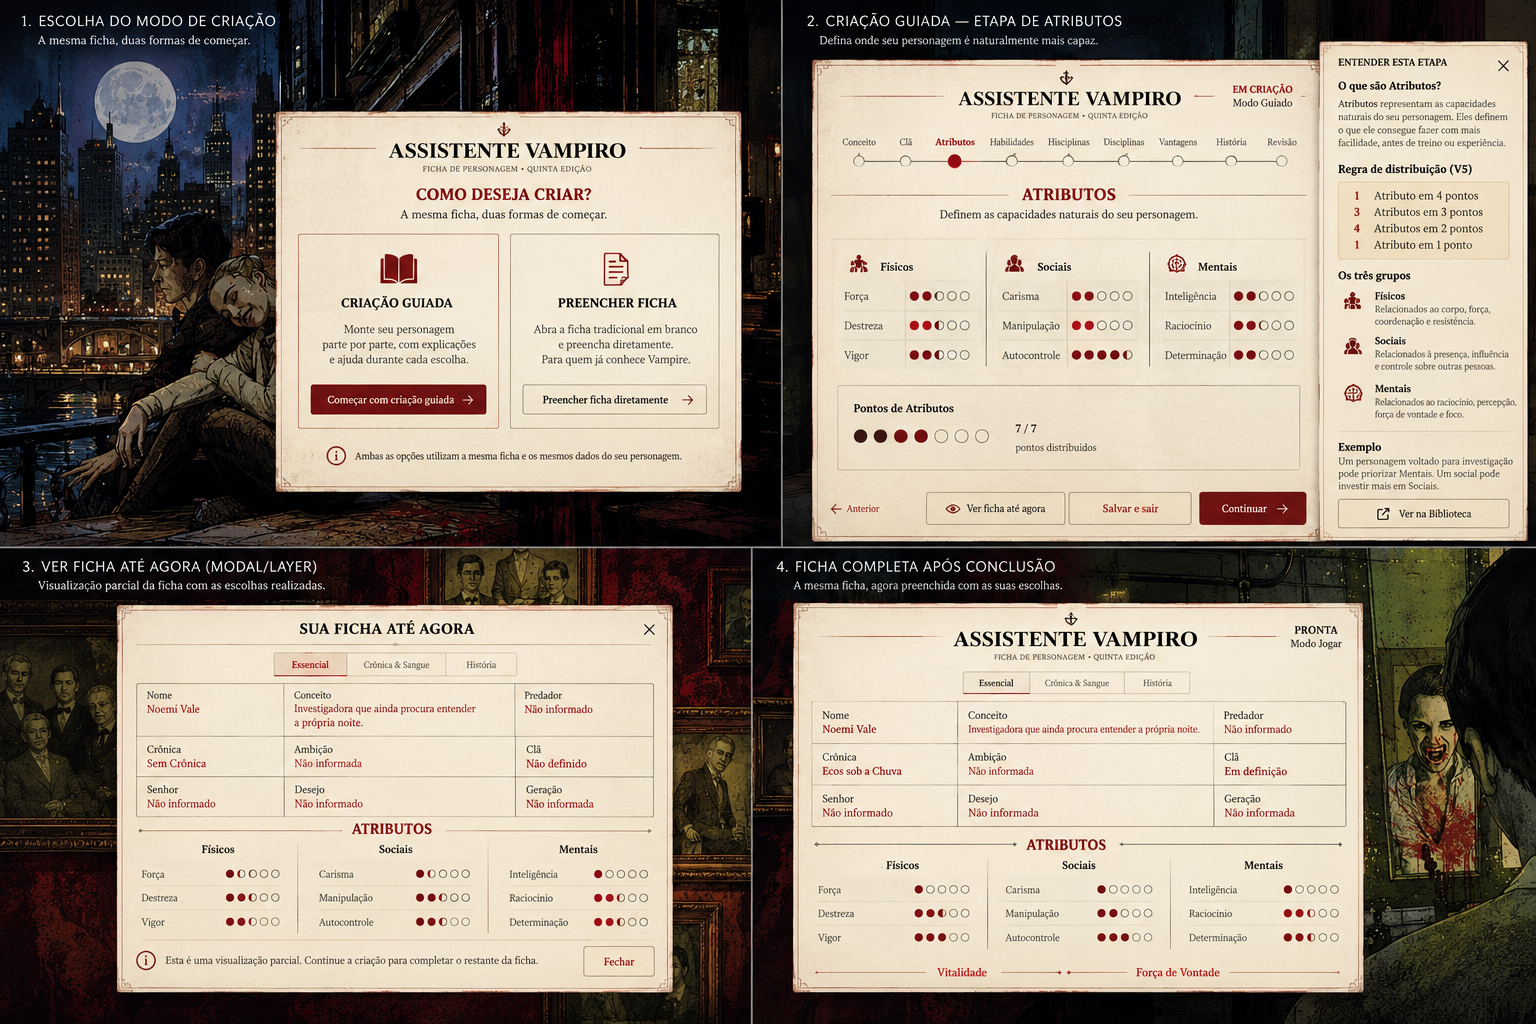 1. ESCOLHA DO MODO DE CRIAÇÃO
A mesma ficha, duas formas de começar.
ASSISTENTE VAMPIRO
FICHA DE PERSONAGEM • QUINTA EDIÇÃO
COMO DESEJA CRIAR?
A mesma ficha, duas formas de começar.
CRIAÇÃO GUIADA
Monte seu personagem
parte por parte, com explicações
e ajuda durante cada escolha.
Começar com criação guiada
PREENCHER FICHA
Abra a ficha tradicional em branco
e preencha diretamente.
Para quem já conhece Vampire.
Preencher ficha diretamente
Ambas as opções utilizam a mesma ficha e os mesmos dados do seu personagem.
2. CRIAÇÃO GUIADA — ETAPA DE ATRIBUTOS
Defina onde seu personagem é naturalmente mais capaz.
ASSISTENTE VAMPIRO
FICHA DE PERSONAGEM • QUINTA EDIÇÃO
EM CRIAÇÃO
Modo Guiado
Conceito Clã Atributos Habilidades Hisciplinas Disciplinas Vantagens História Revisão
ATRIBUTOS
Definem as capacidades naturais do seu personagem.
Físicos Sociais Mentais
Força Carisma Inteligência
Destreza Manipulação Raciocínio
Vigor Autocontrole Determinação
Pontos de Atributos
7 / 7
pontos distribuidos
Anterior
Ver ficha até agora
Salvar e sair
Continuar
ENTENDER ESTA ETAPA
O que são Atributos?
Atributos representam as capacidades
naturais do seu personagem. Eles definem
o que ele consegue fazer com mais
facilidade, antes de treino ou experiência.
Regra de distribuição (V5)
1 Atributo em 4 pontos
3 Atributos em 3 pontos
4 Atributos em 2 pontos
1 Atributo em 1 ponto
Os três grupos
Físicos
Relacionados ao corpo, força,
coordenação e resistência.
Sociais
Relacionados à presença, influência
e controle sobre outras pessoas.
Mentais
Relacionados ao raciocínio, percepção,
força de vontade e foco.
Exemplo
Um personagem voltado para investigação
pode priorizar Mentais. Um social pode
investir mais em Sociais.
Ver na Biblioteca
3. VER FICHA ATÉ AGORA (MODAL/LAYER)
Visualização parcial da ficha com as escolhas realizadas.
SUA FICHA ATÉ AGORA
Essencial Crônica & Sangue História
Nome Conceito Predador
Noemi Vale Investigadora que ainda procura entender Não informado
a própria noite.
Crônica Ambição Clã
Sem Crônica Não informada Não definido
Senhor Desejo Geração
Não informado Não informado Não informada
ATRIBUTOS
Físicos Sociais Mentais
Força Carisma Inteligência
Destreza Manipulação Raciocínio
Vigor Autocontrole Determinação
Esta é uma visualização parcial. Continue a criação para completar o restante da ficha.
Fechar
4. FICHA COMPLETA APÓS CONCLUSÃO
A mesma ficha, agora preenchida com as suas escolhas.
ASSISTENTE VAMPIRO
FICHA DE PERSONAGEM • QUINTA EDIÇÃO
PRONTA
Modo Jogar
Essencial Crônica & Sangue História
Nome Conceito Predador
Noemi Vale Investigadora que ainda procura entender a própria noite. Não informado
Crônica Ambição Clã
Ecos sob a Chuva Não informada Em definição
Senhor Desejo Geração
Não informado Não informado Não informada
ATRIBUTOS
Físicos Sociais Mentais
Força Carisma Inteligência
Destreza Manipulação Raciocínio
Vigor Autocontrole Determinação
Vitalidade Força de Vontade